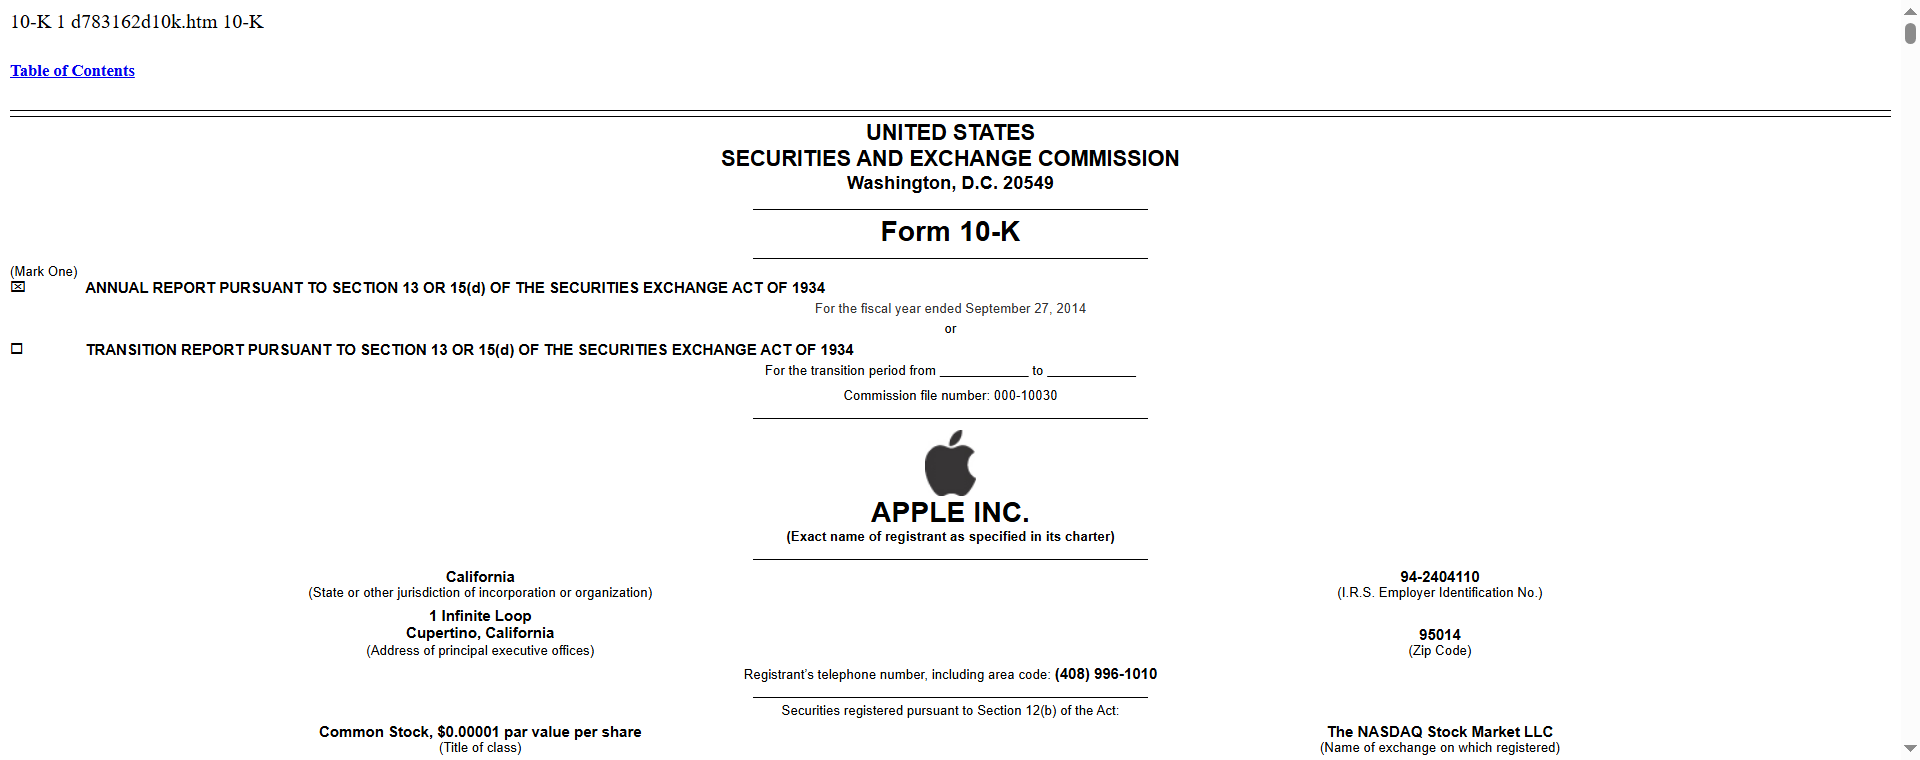 10-K 1 d783162d10k.htm 10-K
Table of Contents
UNITED STATES
SECURITIES AND EXCHANGE COMMISSION
Washington, D.C. 20549
Form 10-K
(Mark One)
☒ ANNUAL REPORT PURSUANT TO SECTION 13 OR 15(d) OF THE SECURITIES EXCHANGE ACT OF 1934
For the fiscal year ended September 27, 2014
or
☐ TRANSITION REPORT PURSUANT TO SECTION 13 OR 15(d) OF THE SECURITIES EXCHANGE ACT OF 1934
For the transition period from ____________ to ____________
Commission file number: 000-10030
APPLE INC.
(Exact name of registrant as specified in its charter)
California 94-2404110
(State or other jurisdiction of incorporation or organization) (I.R.S. Employer Identification No.)
1 Infinite Loop
Cupertino, California 95014
(Address of principal executive offices) (Zip Code)
Registrant’s telephone number, including area code: (408) 996-1010
Securities registered pursuant to Section 12(b) of the Act:
Common Stock, $0.00001 par value per share The NASDAQ Stock Market LLC
(Title of class) (Name of exchange on which registered)